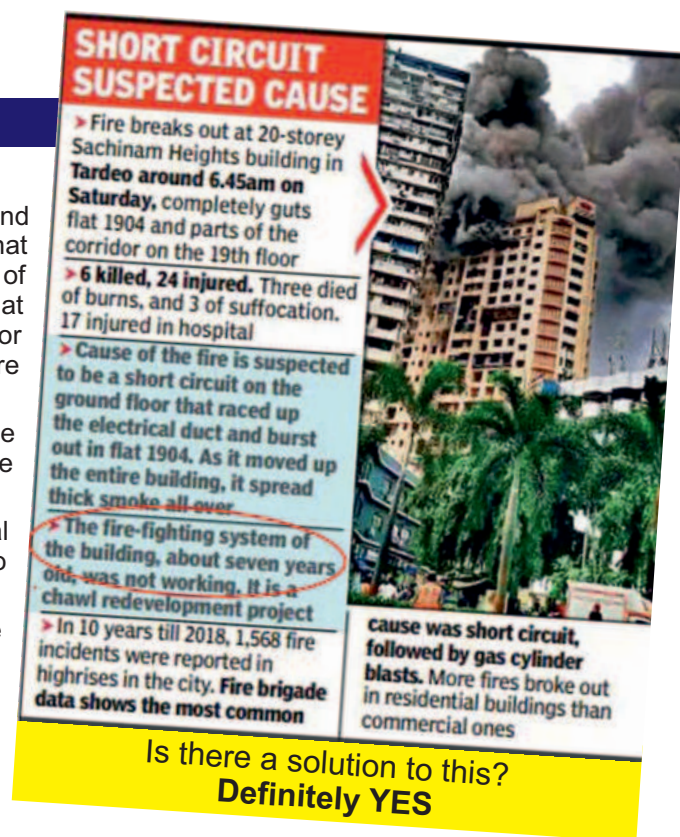 nd
hat
of
at
or
re
e
e
al
o
e
SHORT CIRCUIT
SUSPECTED CAUSE
➤ Fire breaks out at 20-storey
Sachinam Heights building in
Tardeo around 6.45am on
Saturday, completely guts
flat 1904 and parts of the
corridor on the 19th floor
➤ 6 killed, 24 injured. Three died
of burns, and 3 of suffocation.
17 injured in hospital
➤ Cause of the fire is suspected
to be a short circuit on the
ground floor that raced up
the electrical duct and burst
out in flat 1904. As it moved up
the entire building, it spread
thick smoke all over
➤ The fire-fighting system of
the building, about seven years
old, was not working. It is a
chawl redevelopment project
➤ In 10 years till 2018, 1,568 fire
incidents were reported in
highrises in the city. Fire brigade
data shows the most common
cause was short circuit,
followed by gas cylinder
blasts. More fires broke out
in residential buildings than
commercial ones
Is there a solution to this?
Definitely YES